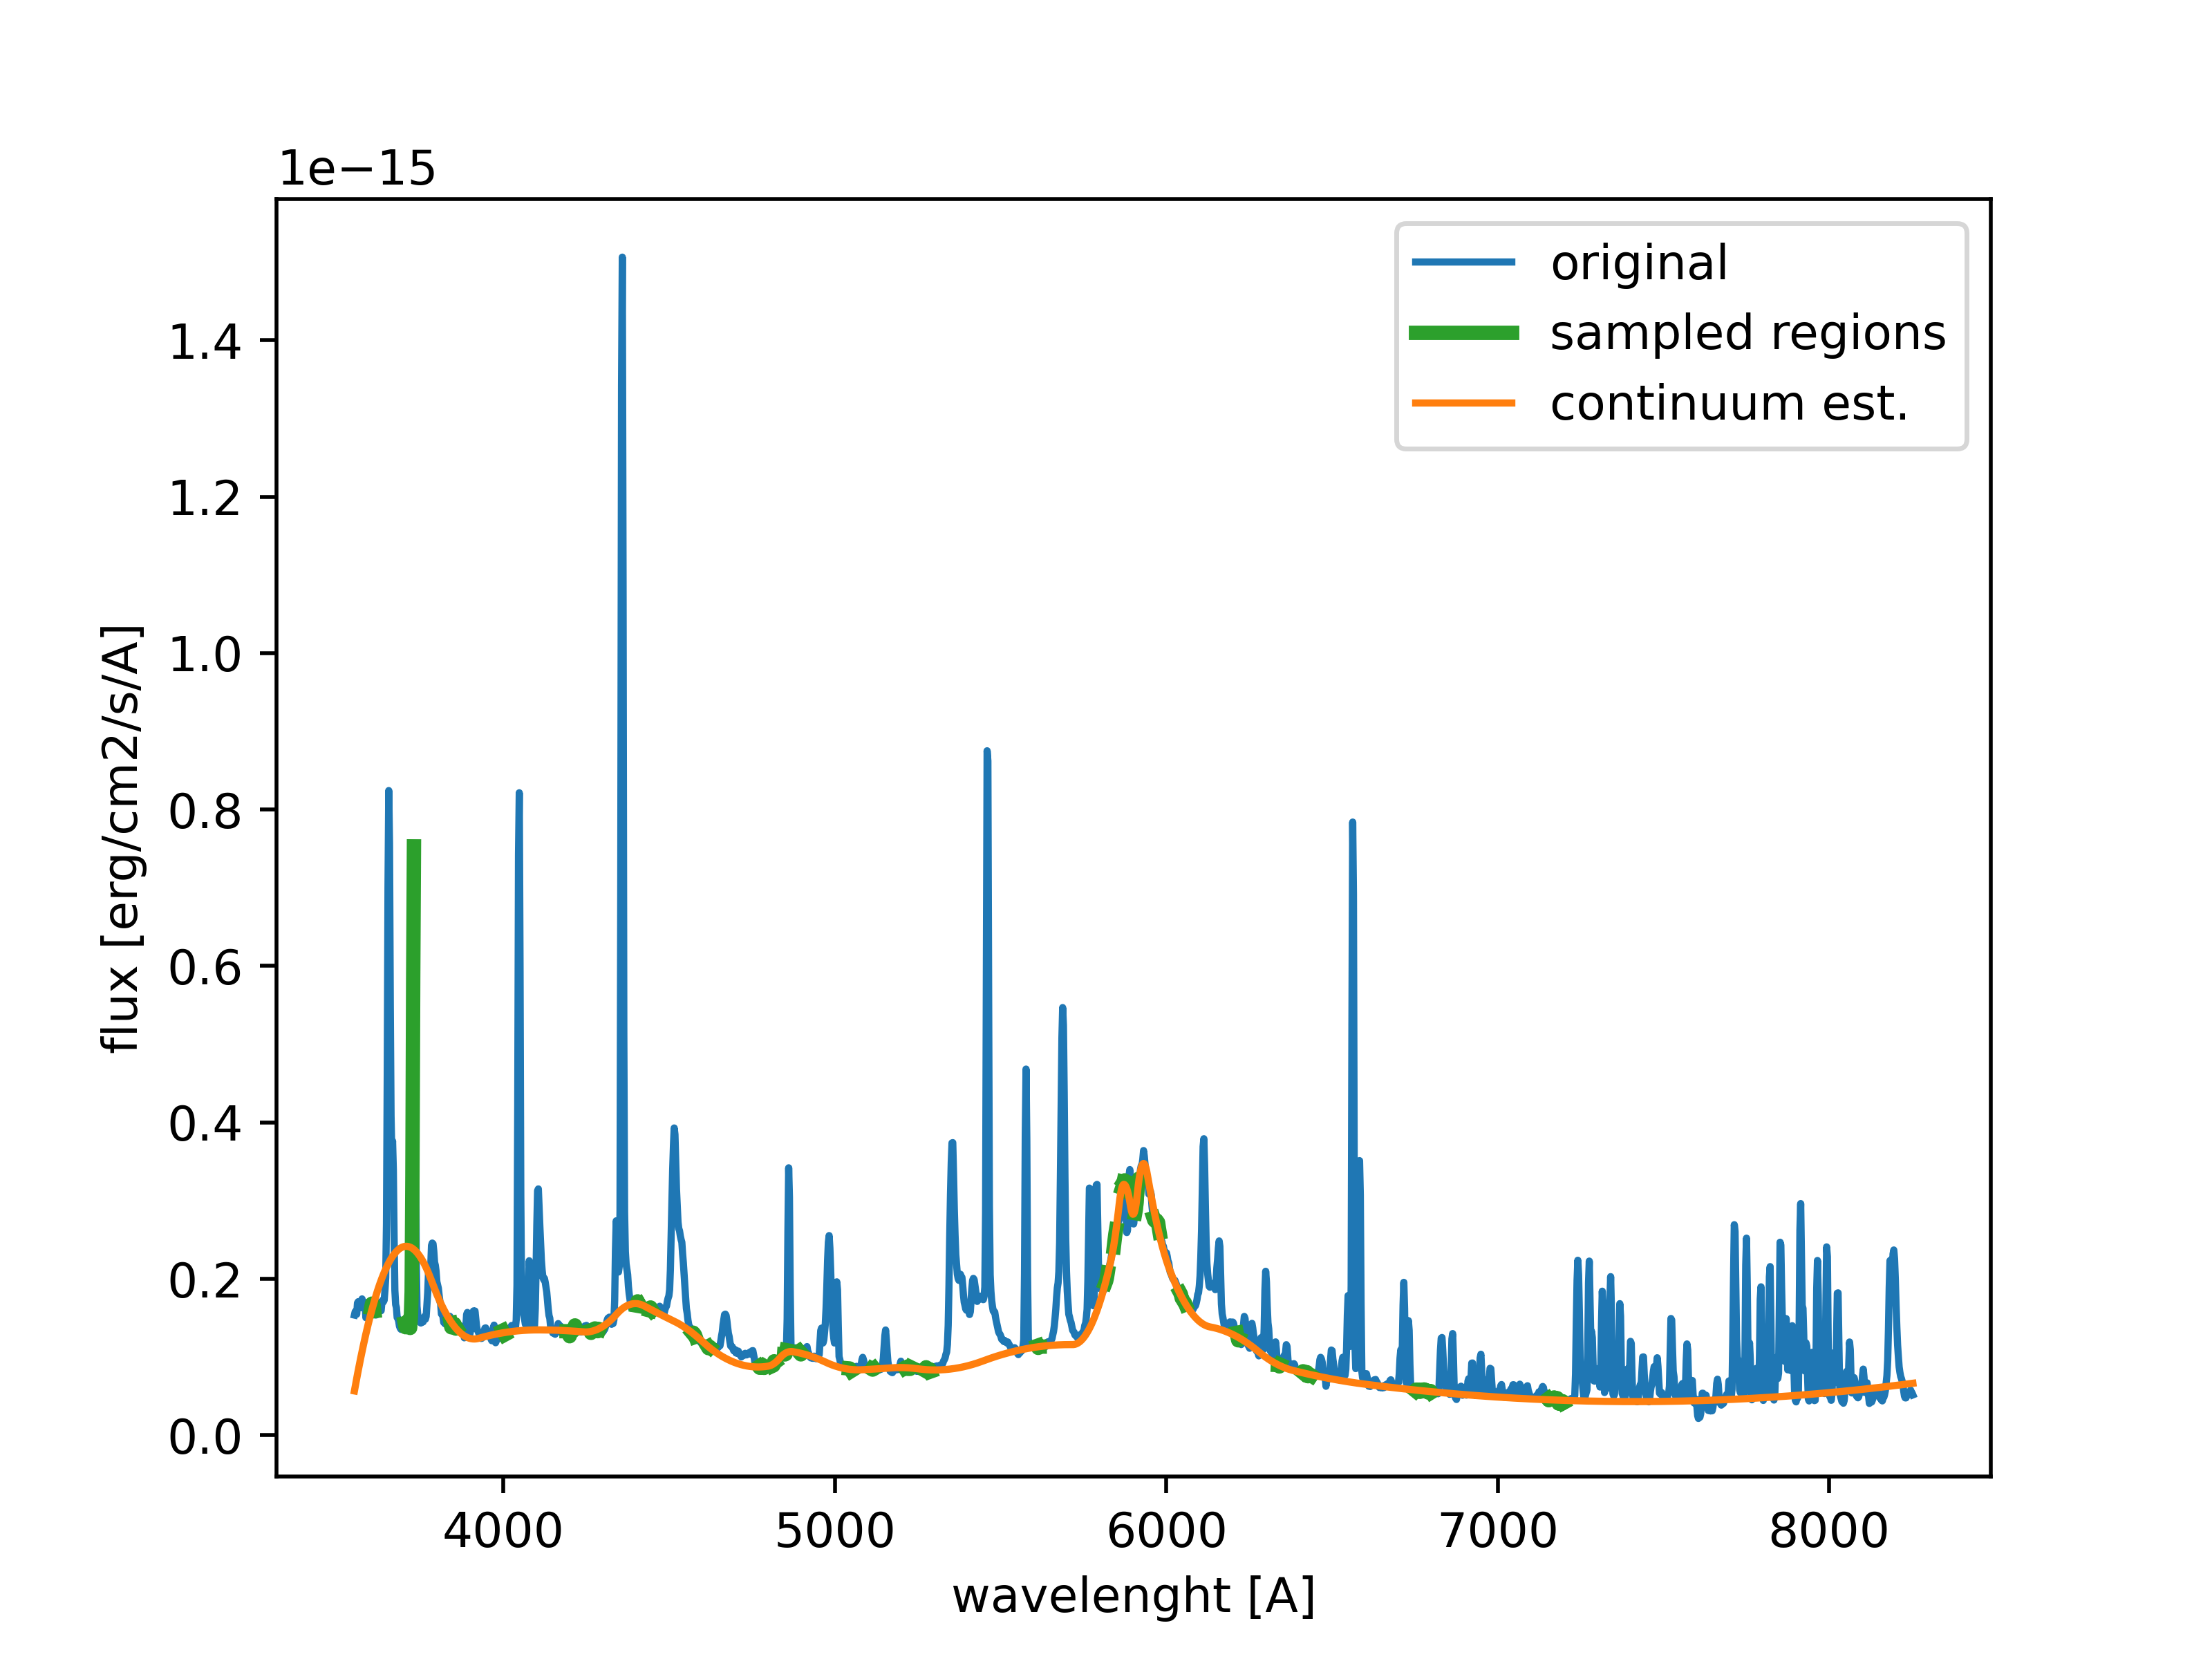 1e−15
original
sampled regions
continuum est.
1.4
1.2
1.0
0.8
0.6
0.4
0.2
0.0
flux [erg/cm2/s/A]
4000 5000 6000 7000 8000
wavelenght [A]